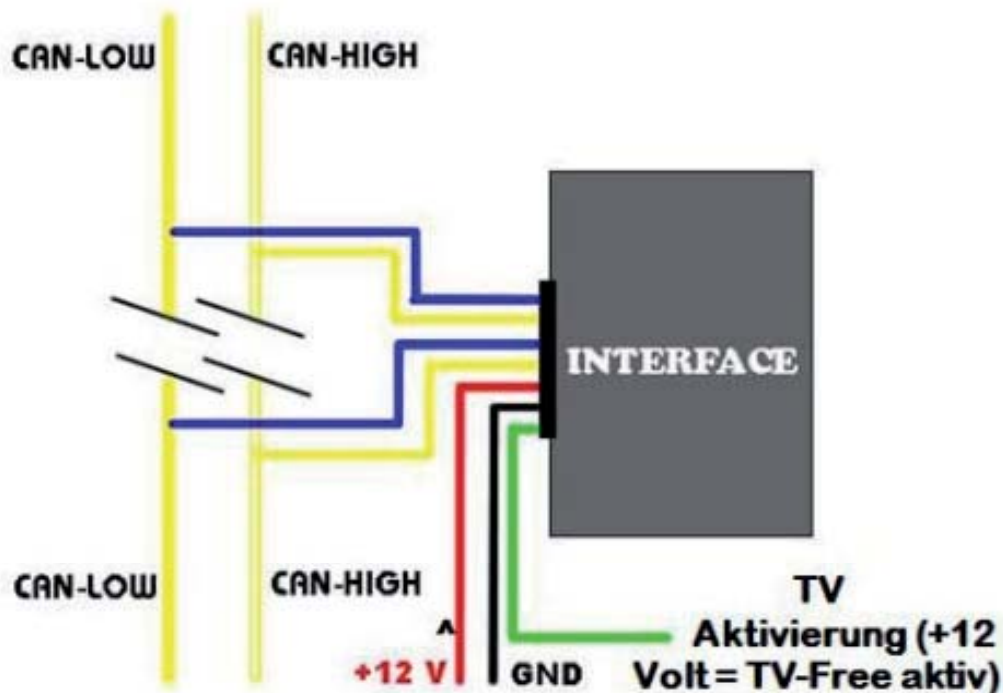 CAN-LOW
CAN-HIGH
INTERFACE
CAN-LOW
CAN-HIGH
TV
Aktivierung (+12
Volt = TV-Free aktiv)
^
+12 V
GND